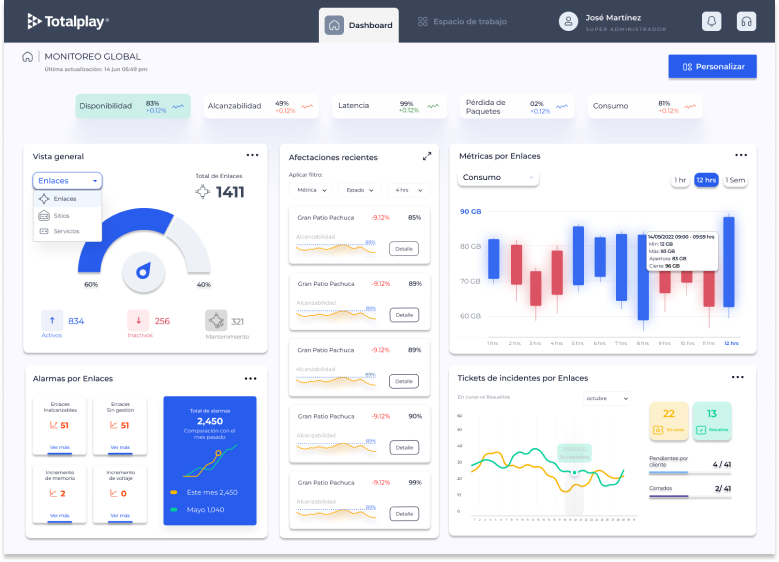 Totalplay®
Dashboard
Espacio de trabajo
José Martínez
SUPER ADMINISTRADOR
MONITOREO GLOBAL
Última actualización: 14 jun 05:49 pm
Personalizar
Disponibilidad 83% +0.12%
Alcanzabilidad 49% +0.12%
Latencia 99% +0.12%
Pérdida de Paquetes 02% +0.12%
Consumo 81% +0.12%
Vista general
Enlaces
Enlaces
Sitios
Servicios
Total de Enlaces
1411
60%
40%
834
Activos
256
Inactivos
321
Mantenimiento
Afectaciones recientes
Aplicar filtro:
Métrica
Estado
4 hrs
Gran Patio Pachuca -9.12% 85%
Alcanzabilidad
89%
Detalle
Gran Patio Pachuca -9.12% 89%
Alcanzabilidad
89%
Detalle
Gran Patio Pachuca -9.12% 89%
Alcanzabilidad
89%
Detalle
Gran Patio Pachuca -9.12% 90%
Alcanzabilidad
89%
Detalle
Gran Patio Pachuca -9.12% 99%
Alcanzabilidad
89%
Detalle
Métricas por Enlaces
Consumo
1 hr
12 hrs
1 Sem
90 GB
80 GB
70 GB
60 GB
14/09/2022 09:00 - 09:59 hrs
Min: 12 GB
Máx: 93 GB
Apertura: 83 GB
Cierre: 96 GB
1 hrs 2 hrs 3 hrs 4 hrs 5 hrs 6 hrs 7 hrs 8 hrs 9 hrs 10 hrs 11 hrs 12 hrs
Alarmas por Enlaces
Enlaces
Inalcanzables
51
Ver más
Enlaces
Sin gestión
51
Ver más
Incremento
de memoria
2
Ver más
Incremento
de voltaje
0
Ver más
Total de alarmas
2,450
Comparación con el
mes pasado
Este mes 2,450
Mayo 1,040
Tickets de incidentes por Enlaces
En curso vs Resueltos
octubre
60
50
40
30
20
10
0
22
En curso
13
Resueltos
Pendientes por
cliente
4 / 41
Cerrados
2/ 41